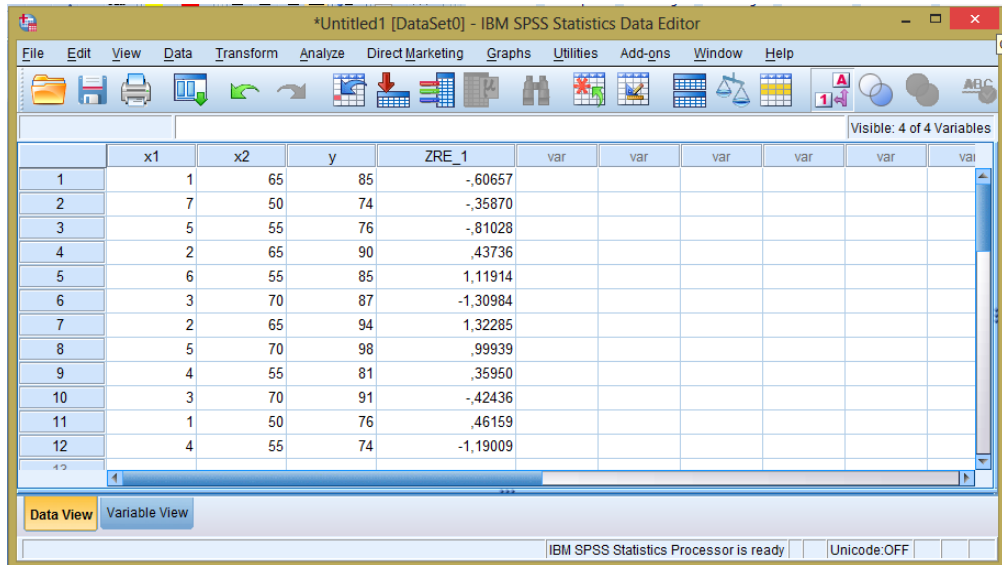 *Untitled1 [DataSet0] - IBM SPSS Statistics Data Editor
File Edit View Data Transform Analyze Direct Marketing Graphs Utilities Add-ons Window Help
A
1
ABC
Visible: 4 of 4 Variables
x1 x2 y ZRE_1 var var var var var var
1 1 65 85 -,60657
2 7 50 74 -,35870
3 5 55 76 -,81028
4 2 65 90 ,43736
5 6 55 85 1,11914
6 3 70 87 -1,30984
7 2 65 94 1,32285
8 5 70 98 ,99939
9 4 55 81 ,35950
10 3 70 91 -,42436
11 1 50 76 ,46159
12 4 55 74 -1,19009
Data View Variable View
IBM SPSS Statistics Processor is ready Unicode:OFF